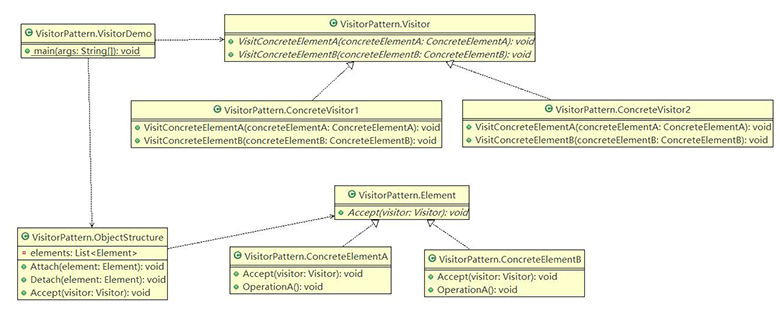 VisitorPattern.VisitorDemo
main(args: String[]): void
VisitorPattern.Visitor
VisitConcreteElementA(concreteElementA: ConcreteElementA): void
VisitConcreteElementB(concreteElementB: ConcreteElementB): void
VisitorPattern.ConcreteVisitor1
VisitConcreteElementA(concreteElementA: ConcreteElementA): void
VisitConcreteElementB(concreteElementB: ConcreteElementB): void
VisitorPattern.ConcreteVisitor2
VisitConcreteElementA(concreteElementA: ConcreteElementA): void
VisitConcreteElementB(concreteElementB: ConcreteElementB): void
VisitorPattern.Element
Accept(visitor: Visitor): void
VisitorPattern.ObjectStructure
elements: List<Element>
Attach(element: Element): void
Detach(element: Element): void
Accept(visitor: Visitor): void
VisitorPattern.ConcreteElementA
Accept(visitor: Visitor): void
OperationA(): void
VisitorPattern.ConcreteElementB
Accept(visitor: Visitor): void
OperationA(): void